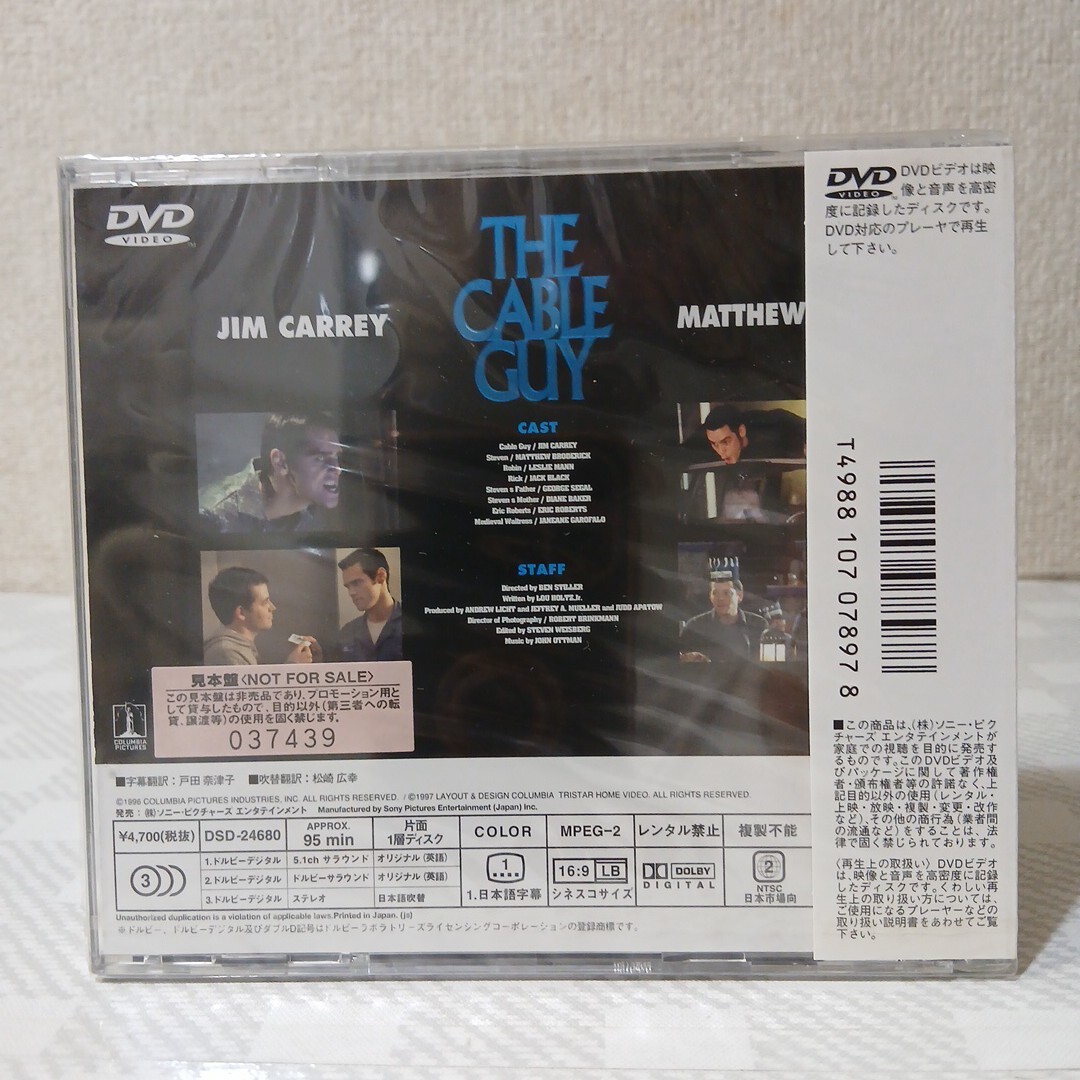 DVD
VIDEO
THE
CABLE
GUY
JIM CARREY
MATTHEW
CAST
Cable Guy / JIM CARREY
Steven / MATTHEW BRODERICK
Robin / LESLIE MANN
Rick / JACK BLACK
Steven s Father / GEORGE SEGAL
Steven s Mother / DIANE BAKER
Eric Roberts / ERIC ROBERTS
Medieval Waitress / JANEANE GAROFALO
STAFF
Directed by BEN STILLER
Written by LOU HOLTZ.Jr.
Produced by ANDREW LICHT and JEFFREY A. MUELLER and JUDD APATOW
Director of Photography / ROBERT BRINKMANN
Edited by STEVEN WEISBERG
Music by JOHN OTTMAN
見本盤〈NOT FOR SALE〉
この見本盤は非売品であり、プロモーション用と
して貸与したもので、目的以外(第三者への転
貸、譲渡等)の使用を固く禁じます。
037439
COLUMBIA
PICTURES
■字幕翻訳:戸田 奈津子 ■吹替翻訳:松崎 広幸
©1996 COLUMBIA PICTURES INDUSTRIES, INC. ALL RIGHTS RESERVED. / ©1997 LAYOUT & DESIGN COLUMBIA TRISTAR HOME VIDEO. ALL RIGHTS RESERVED.
発売:(株)ソニー・ピクチャーズ エンタテインメント Manufactured by Sony Pictures Entertainment (Japan) Inc.
¥4,700(税抜)
DSD-24680
APPROX.
95 min
片面
1層ディスク
COLOR
MPEG-2
レンタル禁止
複製不能
3
1.ドルビーデジタル 5.1ch サラウンド オリジナル(英語)
2.ドルビーデジタル ドルビーサラウンド オリジナル(英語)
3.ドルビーデジタル ステレオ 日本語吹替
1
1.日本語字幕
16:9 LB
シネスコサイズ
DOLBY
DIGITAL
2
NTSC
日本市場向
Unauthorized duplication is a violation of applicable laws.Printed in Japan. (js)
※ドルビー、ドルビーデジタル及びダブルD記号はドルビーラボラトリーズライセンシングコーポレーションの登録商標です。
DVD
VIDEO
DVDビデオは映
像と音声を高密
度に記録したディスクです。
DVD対応のプレーヤで再生
して下さい。
T4988 107 07897 8
■この商品は、(株)ソニー・ピク
チャーズ エンタテインメントが
家庭での視聴を目的に発売す
るものです。このDVDビデオ及
びパッケージに関して著作権
者・頒布権者等の許諾なく、上
記目的以外の使用(レンタル・
上映・放映・複製・変更・改作
など)、その他の商行為(業者間
の流通など)をすることは、法
律で固く禁じられております。
〈再生上の取扱い〉DVDビデオ
は、映像と音声を高密度に記録
したディスクです。くわしい再
生上の取り扱い方については、
ご使用になるプレーヤーなどの
取り扱い説明書をあわせてご覧
下さい。